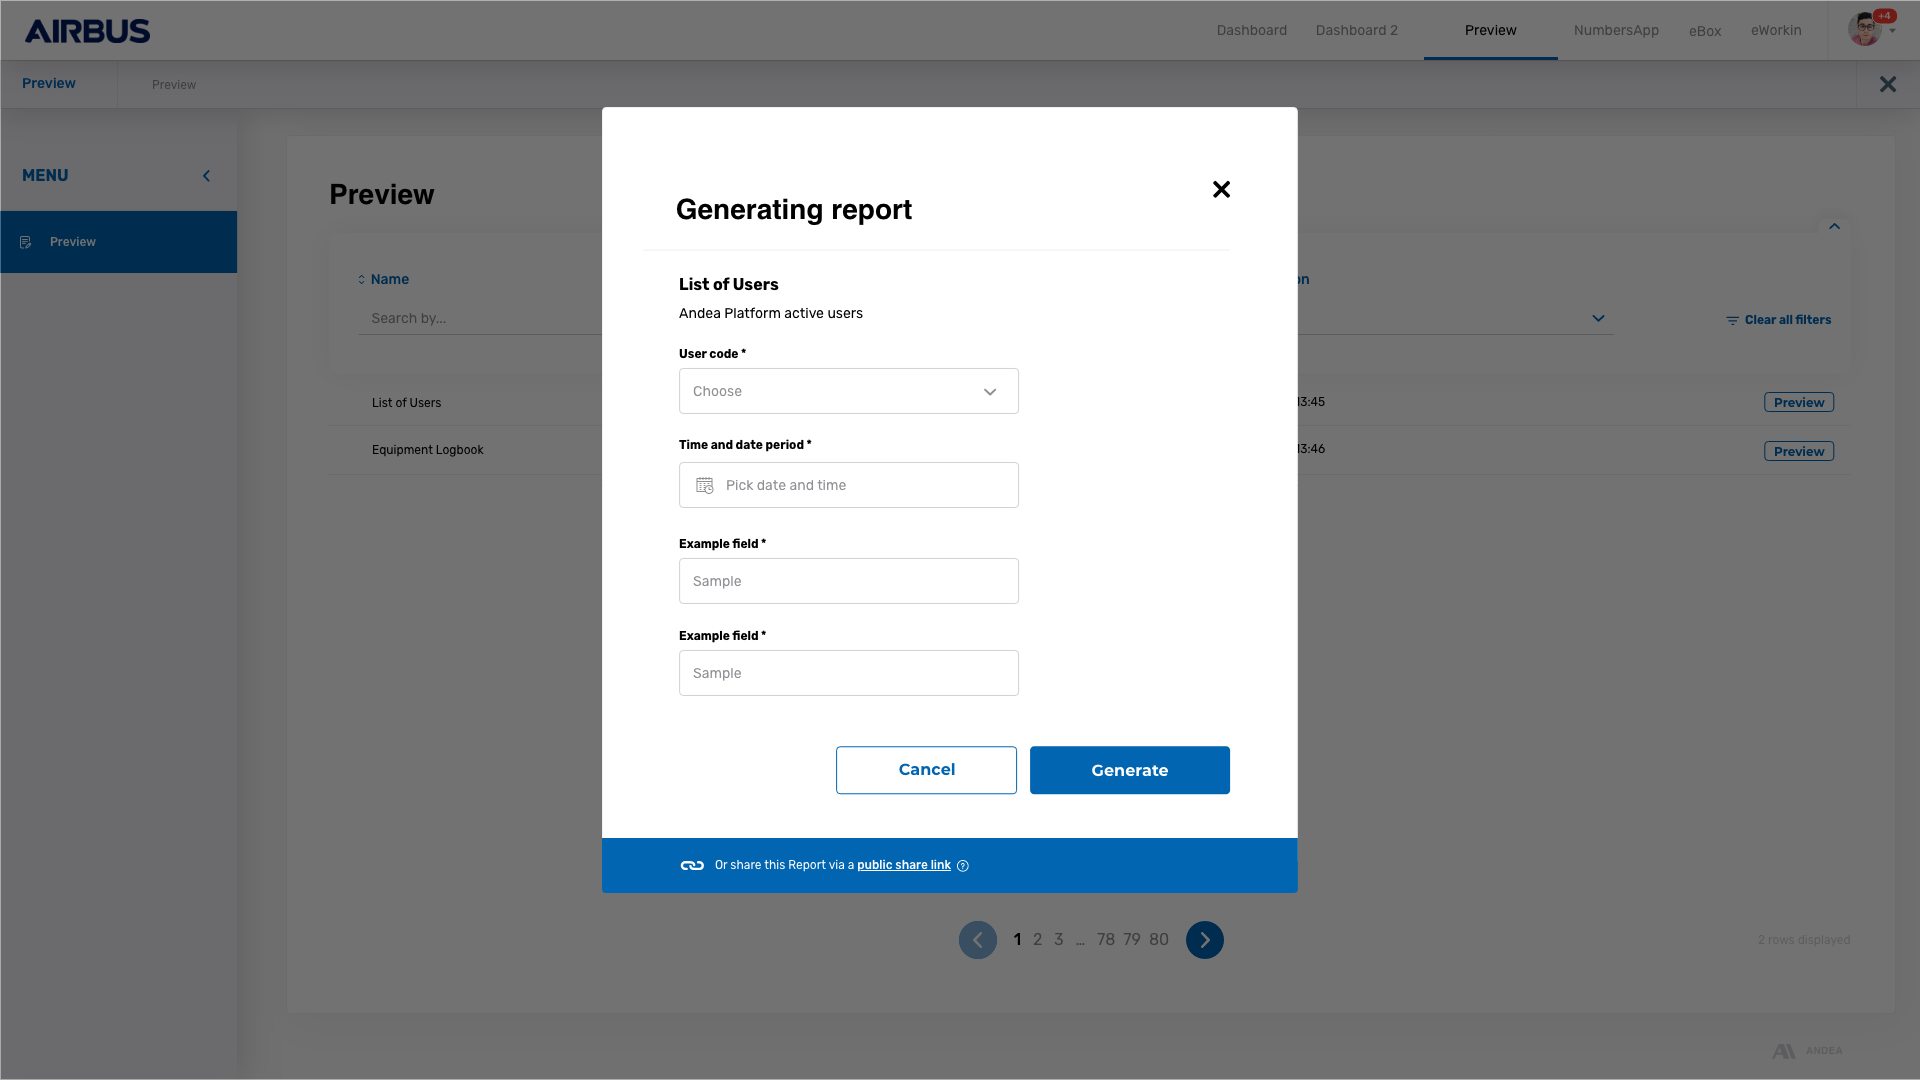 AIRBUS
Dashboard
Dashboard 2
Preview
NumbersApp
eBox
eWorkin
+4
Preview
Preview
MENU
Preview
Preview
Name
Search by...
on
Clear all filters
List of Users
13:45
Preview
Equipment Logbook
13:46
Preview
Generating report
List of Users
Andea Platform active users
User code *
Choose
Time and date period *
Pick date and time
Example field *
Sample
Example field *
Sample
Cancel
Generate
Or share this Report via a public share link ?
1 2 3 ... 78 79 80
2 rows displayed
ANDEA